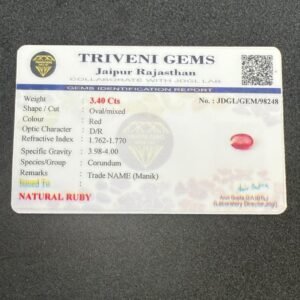 TRIVENI GEMS
Jaipur Rajasthan
COLLABORATE WITH JDGL LAB
GEMS IDENTIFICATION REPORT
Weight : 3.40 Cts
No. : JDGL/GEM/98248
Shape / Cut : Oval/mixed
Colour : Red
Optic Character : D/R
Refractive Index : 1.762-1.770
Specific Gravity : 3.98-4.00
Species/Group : Corundum
Remarks : Trade NAME (Manik)
Issued To :
NATURAL RUBY
(Laboratory Director